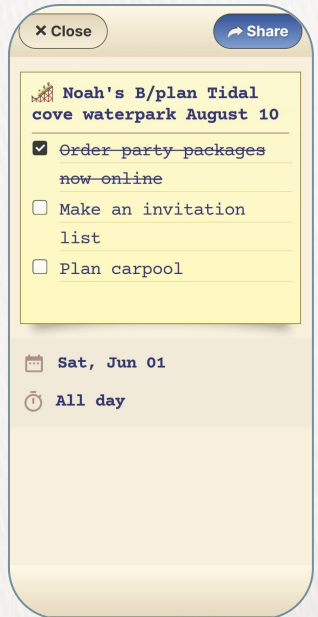 × Close
Share
🎢 Noah's B/plan Tidal
cove waterpark August 10
Order party packages
now online
Make an invitation
list
Plan carpool
Sat, Jun 01
All day